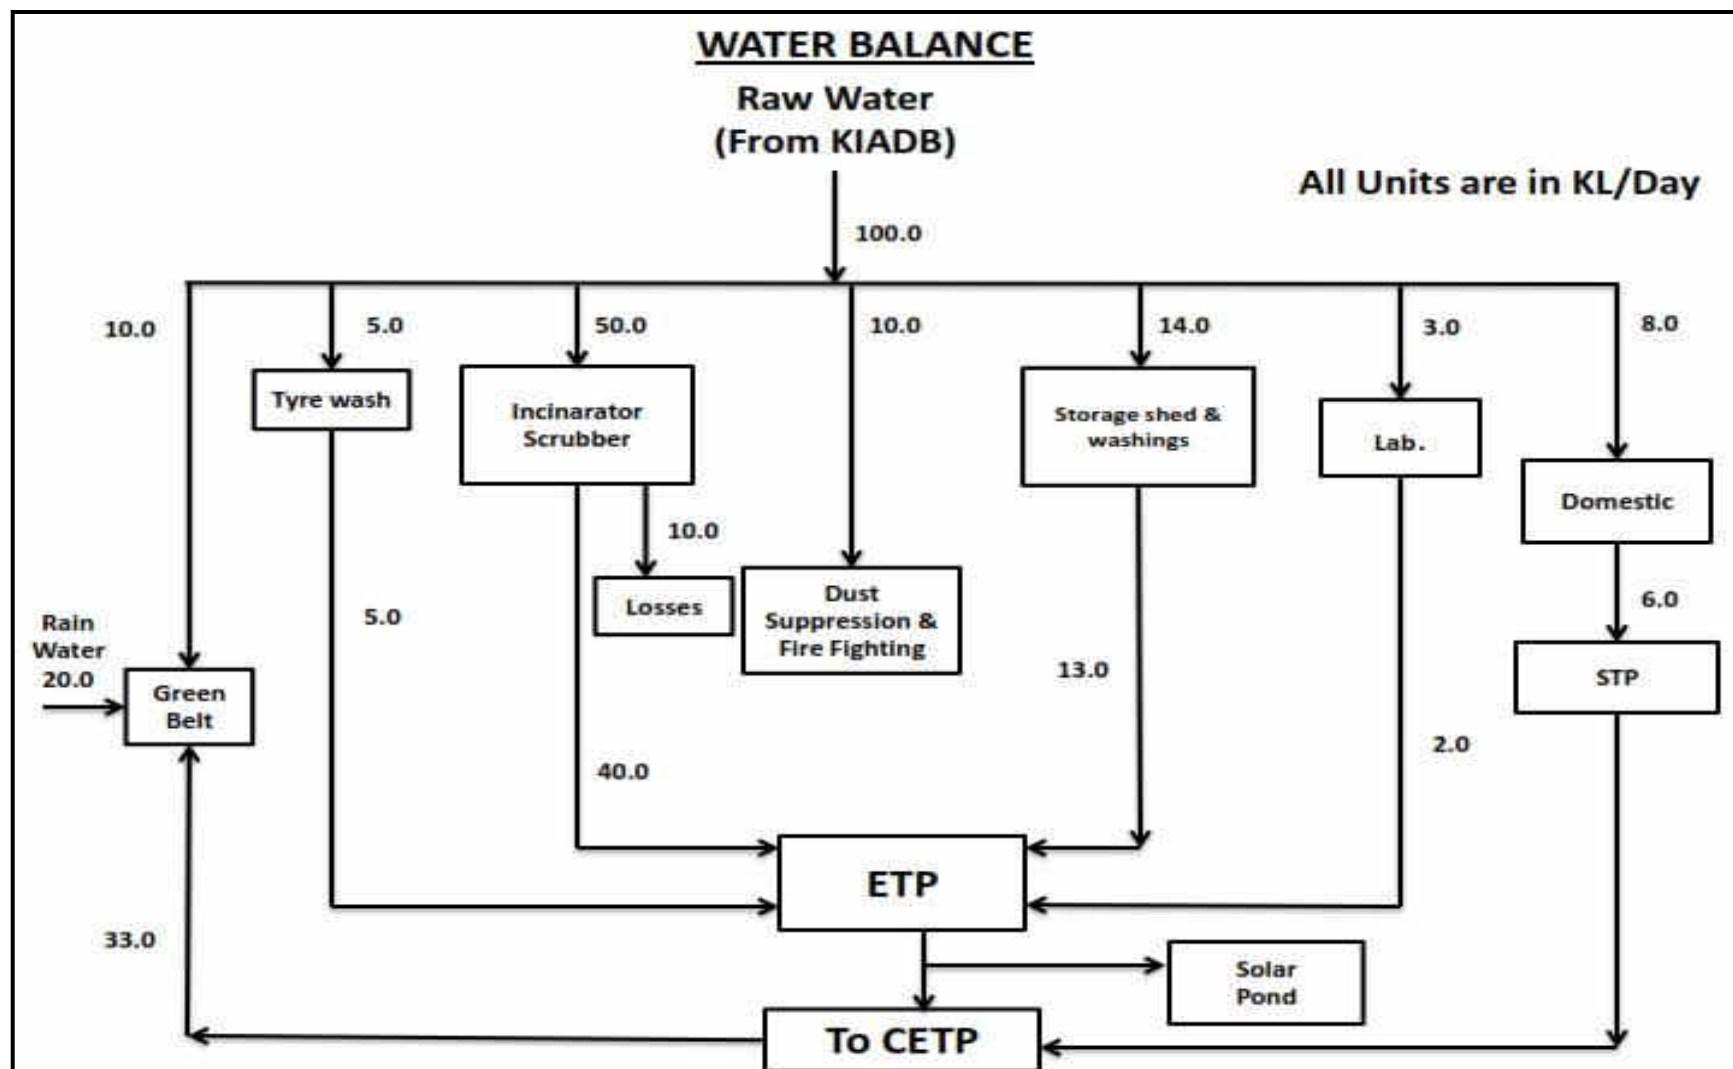 WATER BALANCE
Raw Water
(From KIADB)
All Units are in KL/Day
100.0
10.0
5.0
50.0
10.0
14.0
3.0
8.0
Tyre wash
Incinarator
Scrubber
Storage shed &
washings
Lab.
Domestic
10.0
Losses
Dust
Suppression &
Fire Fighting
5.0
13.0
6.0
STP
Rain
Water
20.0
Green
Belt
40.0
2.0
ETP
33.0
Solar
Pond
To CETP